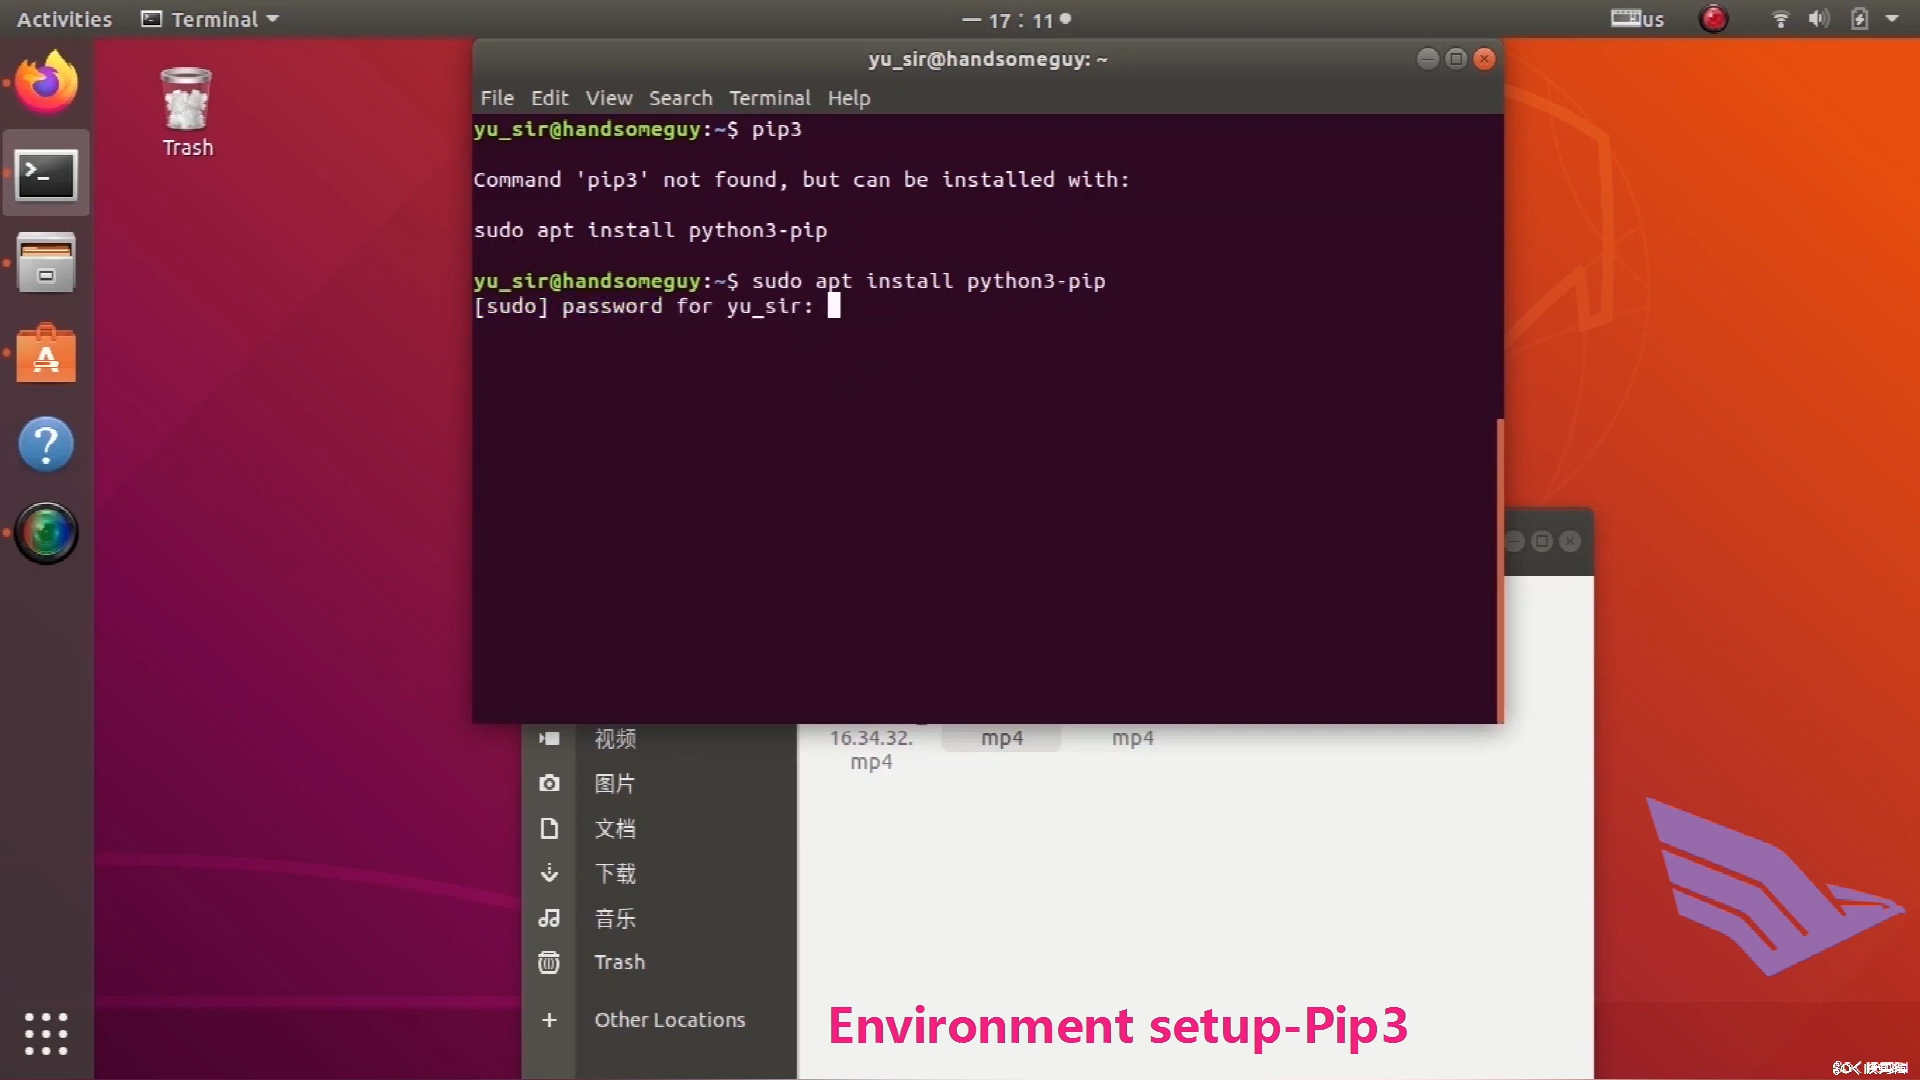 Activities
Terminal
一 17：11
us
Trash
yu_sir@handsomeguy: ~
File Edit View Search Terminal Help
yu_sir@handsomeguy:~$ pip3
Command 'pip3' not found, but can be installed with:
sudo apt install python3-pip
yu_sir@handsomeguy:~$ sudo apt install python3-pip
[sudo] password for yu_sir:
视频
图片
文档
下载
音乐
Trash
Other Locations
16.34.32.
mp4
mp4
mp4
Environment setup-Pip3